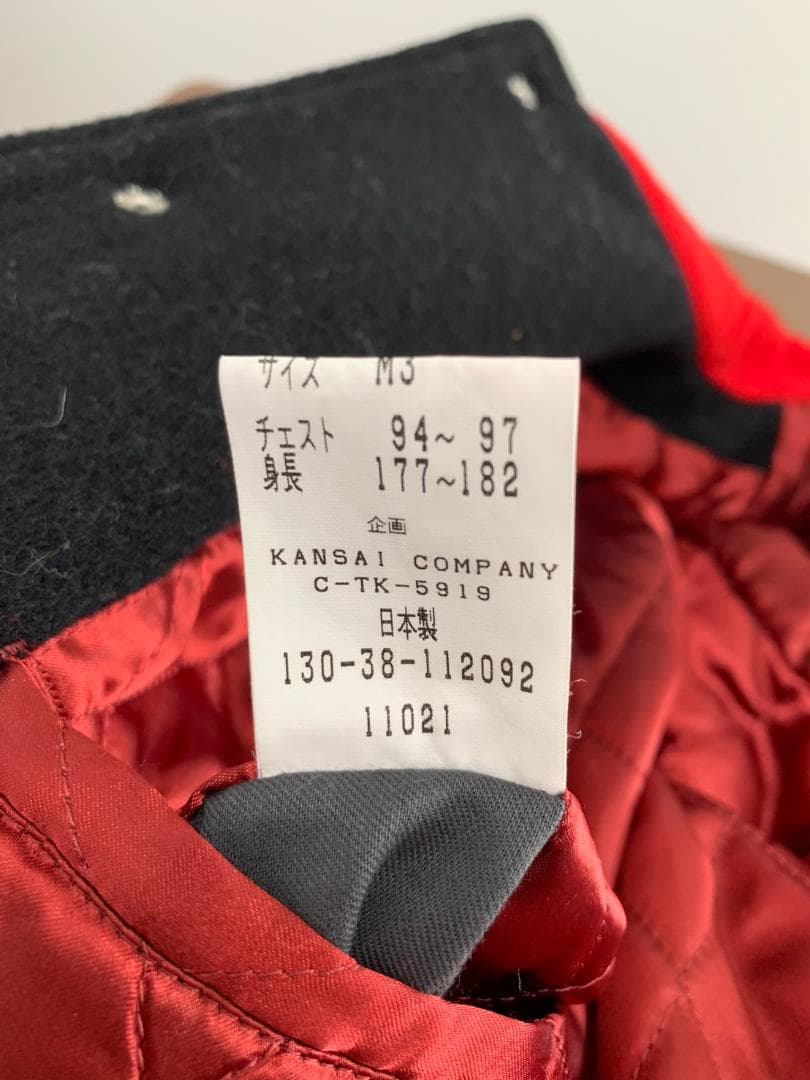 サイズ M3
チェスト 94~ 97
身長 177~182
企画
KANSAI COMPANY
C-TK-5919
日本製
130-38-112092
11021